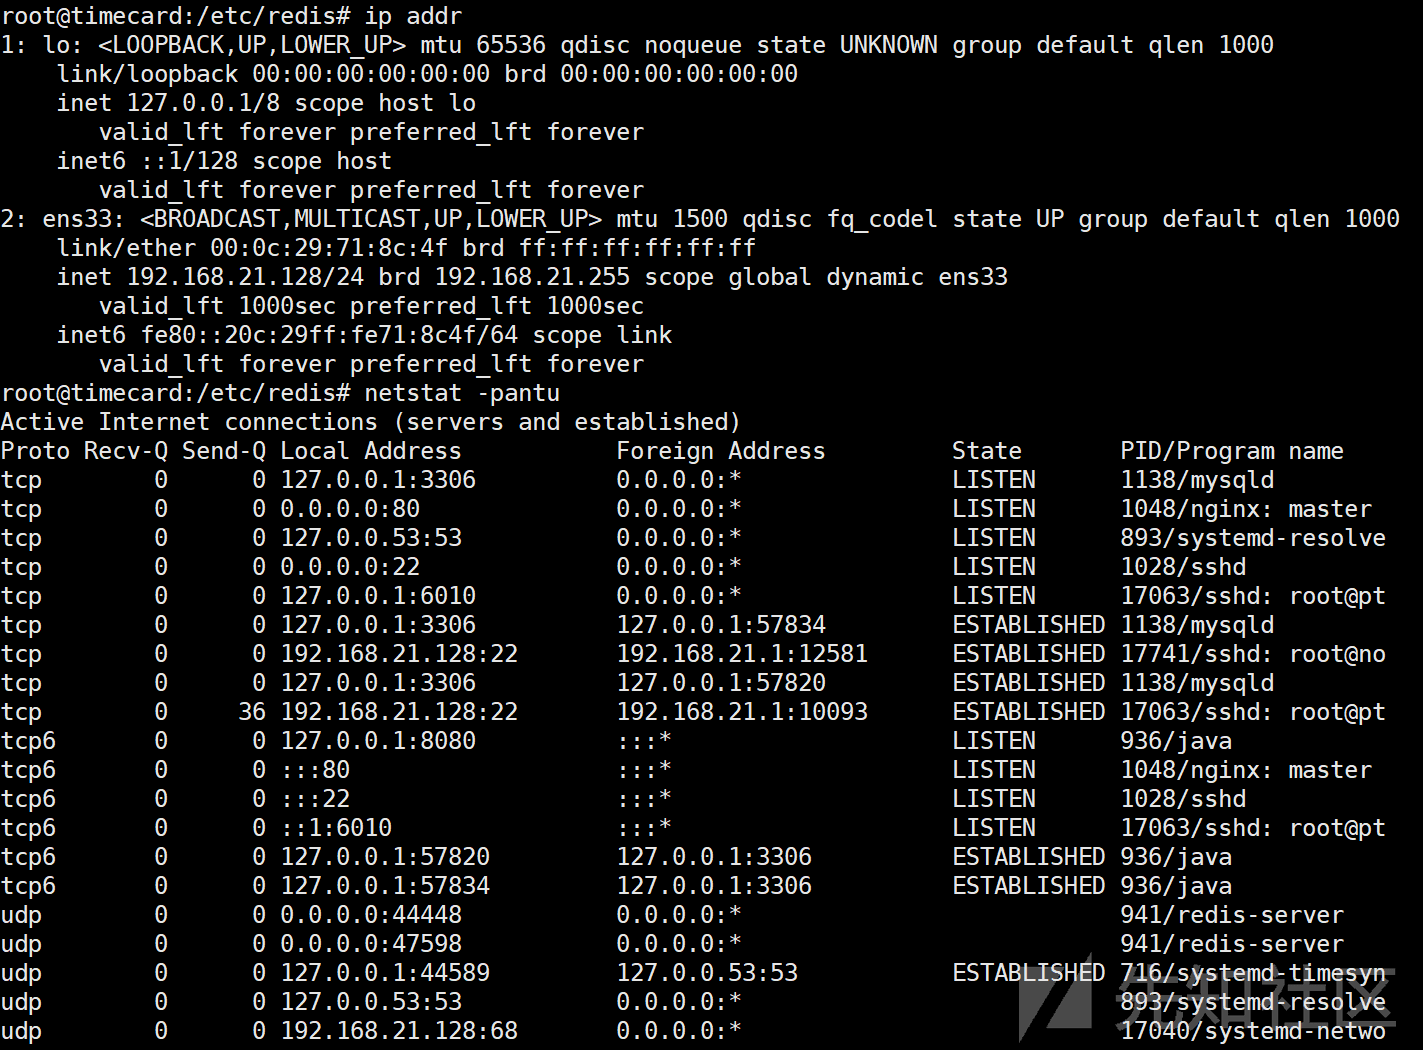 root@timecard:/etc/redis# ip addr
1: lo: <LOOPBACK,UP,LOWER_UP> mtu 65536 qdisc noqueue state UNKNOWN group default qlen 1000
    link/loopback 00:00:00:00:00:00 brd 00:00:00:00:00:00
    inet 127.0.0.1/8 scope host lo
       valid_lft forever preferred_lft forever
    inet6 ::1/128 scope host
       valid_lft forever preferred_lft forever
2: ens33: <BROADCAST,MULTICAST,UP,LOWER_UP> mtu 1500 qdisc fq_codel state UP group default qlen 1000
    link/ether 00:0c:29:71:8c:4f brd ff:ff:ff:ff:ff:ff
    inet 192.168.21.128/24 brd 192.168.21.255 scope global dynamic ens33
       valid_lft 1000sec preferred_lft 1000sec
    inet6 fe80::20c:29ff:fe71:8c4f/64 scope link
       valid_lft forever preferred_lft forever
root@timecard:/etc/redis# netstat -pantu
Active Internet connections (servers and established)
Proto Recv-Q Send-Q Local Address           Foreign Address         State       PID/Program name
tcp        0      0 127.0.0.1:3306          0.0.0.0:*               LISTEN      1138/mysqld
tcp        0      0 0.0.0.0:80              0.0.0.0:*               LISTEN      1048/nginx: master
tcp        0      0 127.0.0.53:53           0.0.0.0:*               LISTEN      893/systemd-resolve
tcp        0      0 0.0.0.0:22              0.0.0.0:*               LISTEN      1028/sshd
tcp        0      0 127.0.0.1:6010          0.0.0.0:*               LISTEN      17063/sshd: root@pt
tcp        0      0 127.0.0.1:3306          127.0.0.1:57834         ESTABLISHED 1138/mysqld
tcp        0      0 192.168.21.128:22       192.168.21.1:12581      ESTABLISHED 17741/sshd: root@no
tcp        0      0 127.0.0.1:3306          127.0.0.1:57820         ESTABLISHED 1138/mysqld
tcp        0     36 192.168.21.128:22       192.168.21.1:10093      ESTABLISHED 17063/sshd: root@pt
tcp6       0      0 127.0.0.1:8080          :::*                    LISTEN      936/java
tcp6       0      0 :::80                   :::*                    LISTEN      1048/nginx: master
tcp6       0      0 :::22                   :::*                    LISTEN      1028/sshd
tcp6       0      0 ::1:6010                :::*                    LISTEN      17063/sshd: root@pt
tcp6       0      0 127.0.0.1:57820         127.0.0.1:3306          ESTABLISHED 936/java
tcp6       0      0 127.0.0.1:57834         127.0.0.1:3306          ESTABLISHED 936/java
udp        0      0 0.0.0.0:44448           0.0.0.0:*                           941/redis-server
udp        0      0 0.0.0.0:47598           0.0.0.0:*                           941/redis-server
udp        0      0 127.0.0.1:44589         127.0.0.53:53           ESTABLISHED 716/systemd-timesyn
udp        0      0 127.0.0.53:53           0.0.0.0:*                           893/systemd-resolve
udp        0      0 192.168.21.128:68       0.0.0.0:*                           17040/systemd-netwo
先知社区